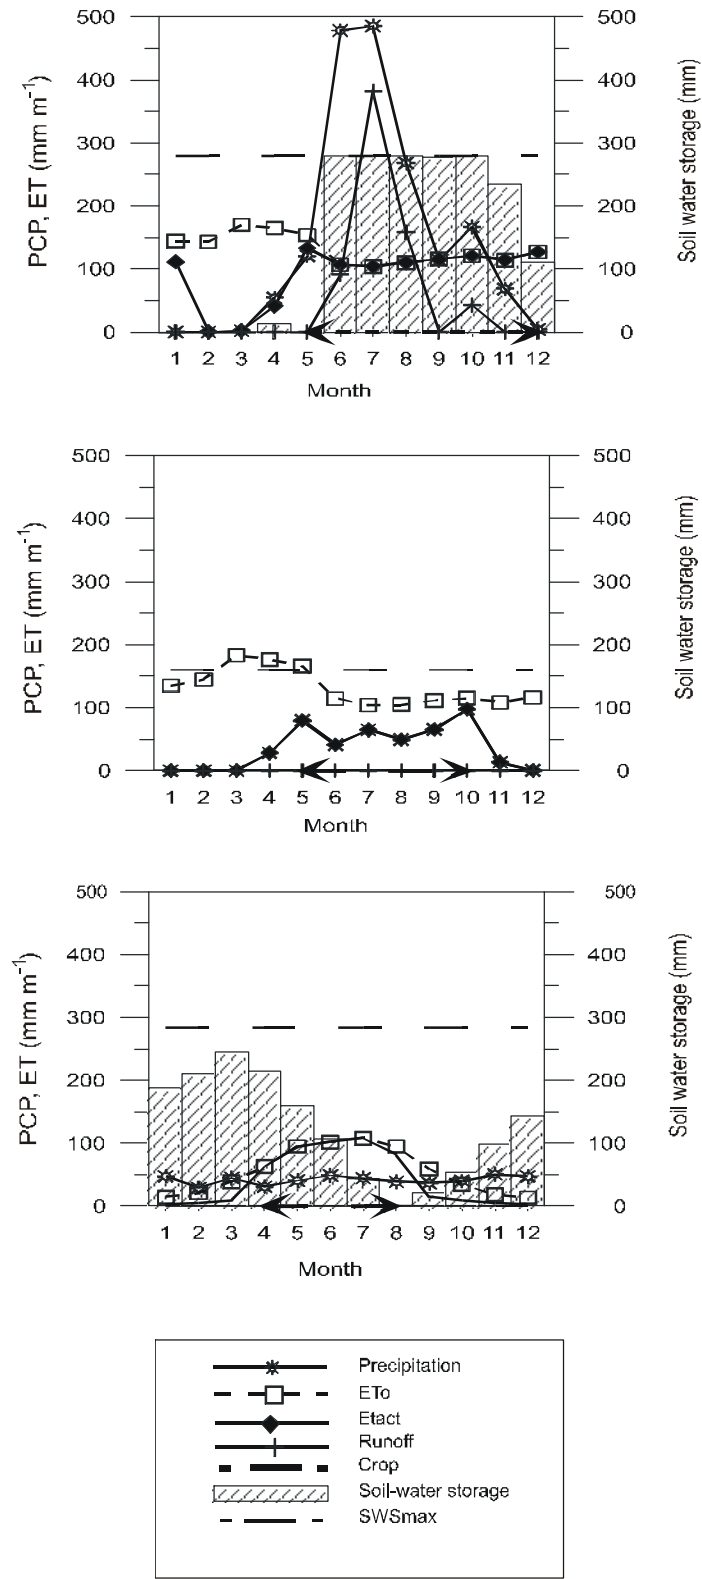 500 500
400 400
300 300
200 200
100 100
0 0
PCP, ET (mm m⁻¹)
Soil water storage (mm)
1 2 3 4 5 6 7 8 9 10 11 12
Month
500 500
400 400
300 300
200 200
100 100
0 0
PCP, ET (mm m⁻¹)
Soil water storage (mm)
1 2 3 4 5 6 7 8 9 10 11 12
Month
500 500
400 400
300 300
200 200
100 100
0 0
PCP, ET (mm m⁻¹)
Soil water storage (mm)
1 2 3 4 5 6 7 8 9 10 11 12
Month
Precipitation
ETo
Etact
Runoff
Crop
Soil-water storage
SWSmax